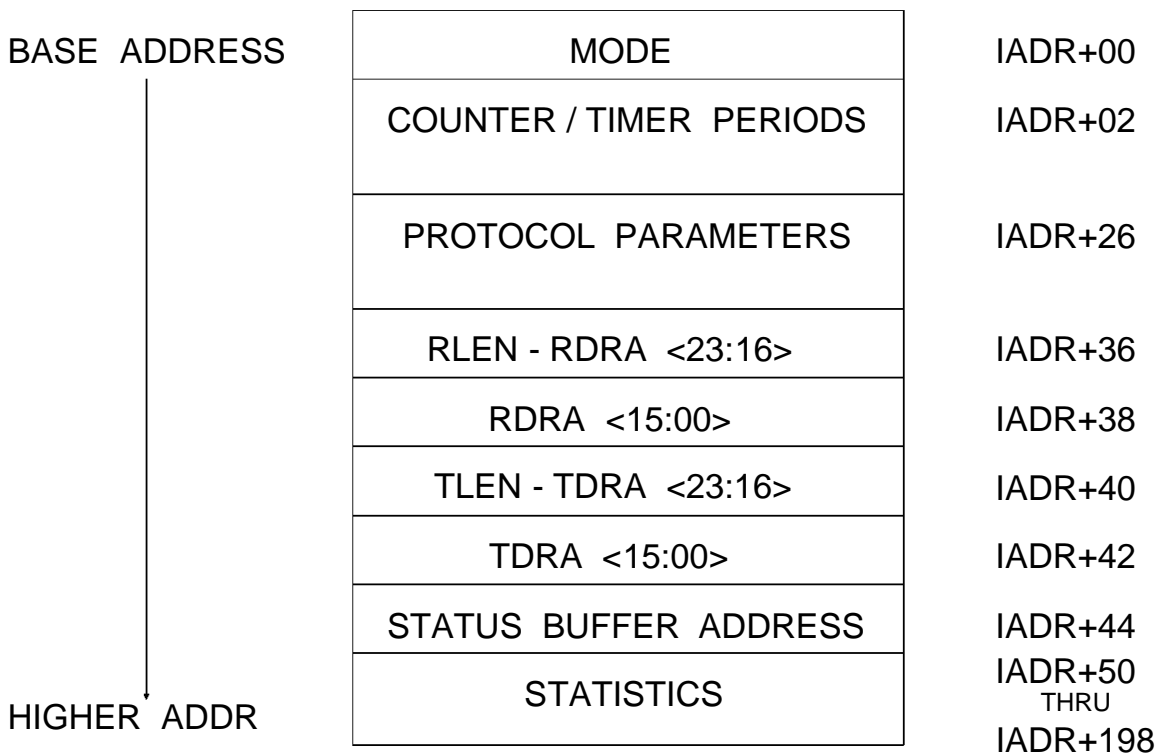 BASE ADDRESS MODE IADR+00
COUNTER / TIMER PERIODS IADR+02
PROTOCOL PARAMETERS IADR+26
RLEN - RDRA <23:16> IADR+36
RDRA <15:00> IADR+38
TLEN - TDRA <23:16> IADR+40
TDRA <15:00> IADR+42
STATUS BUFFER ADDRESS IADR+44
STATISTICS IADR+50
THRU
HIGHER ADDR IADR+198